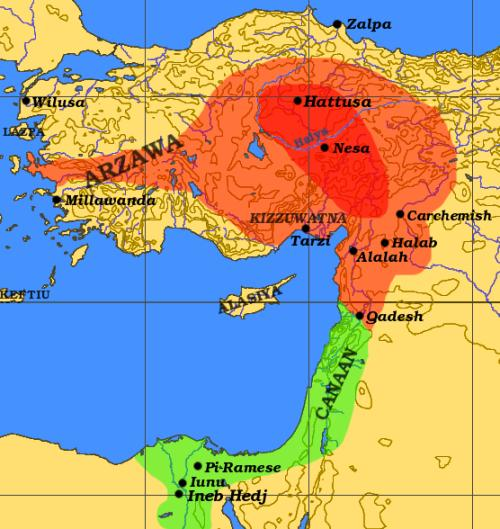 Zalpa
Wilusa
Hattusa
LAZPA
Halys
ARZAWA
Nesa
Millawanda
KIZZUWATNA
Carchemish
Tarzi
Halab
Alalah
KEFTIU
ALASIYA
Qadesh
CANAAN
Pi-Ramese
Iunu
Ineb Hedj